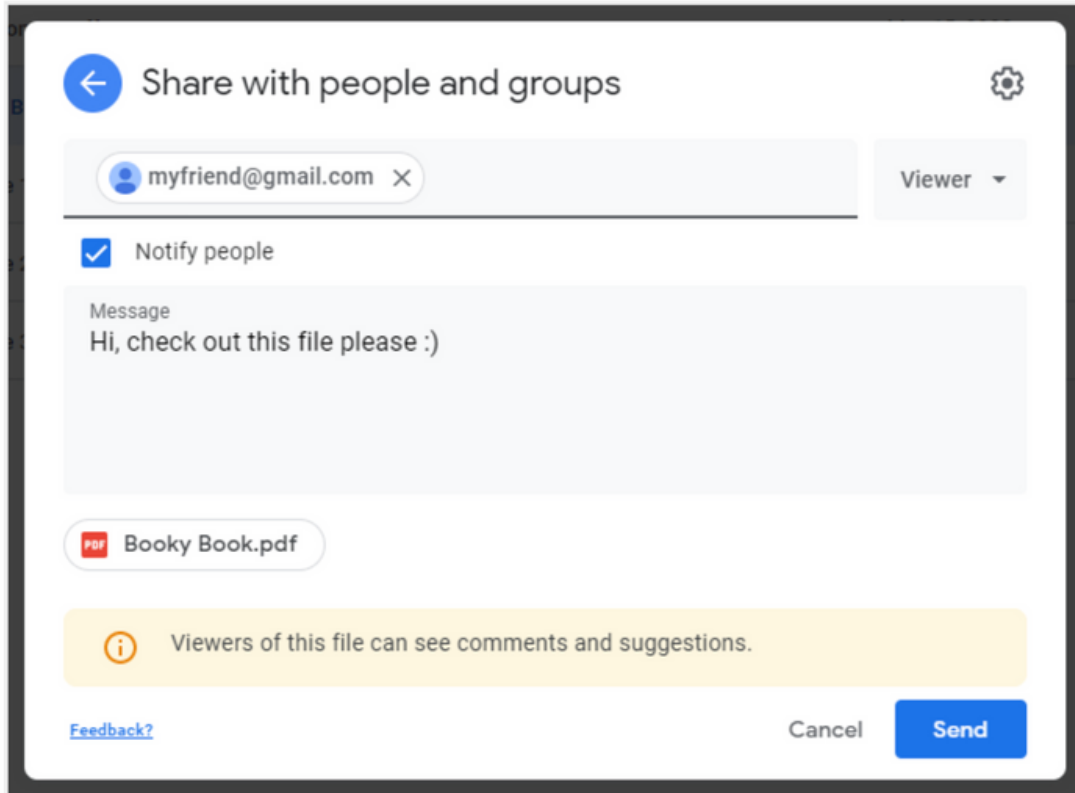 Share with people and groups
myfriend@gmail.com
Viewer
Notify people
Message
Hi, check out this file please :)
PDF Booky Book.pdf
Viewers of this file can see comments and suggestions.
Feedback? Cancel Send